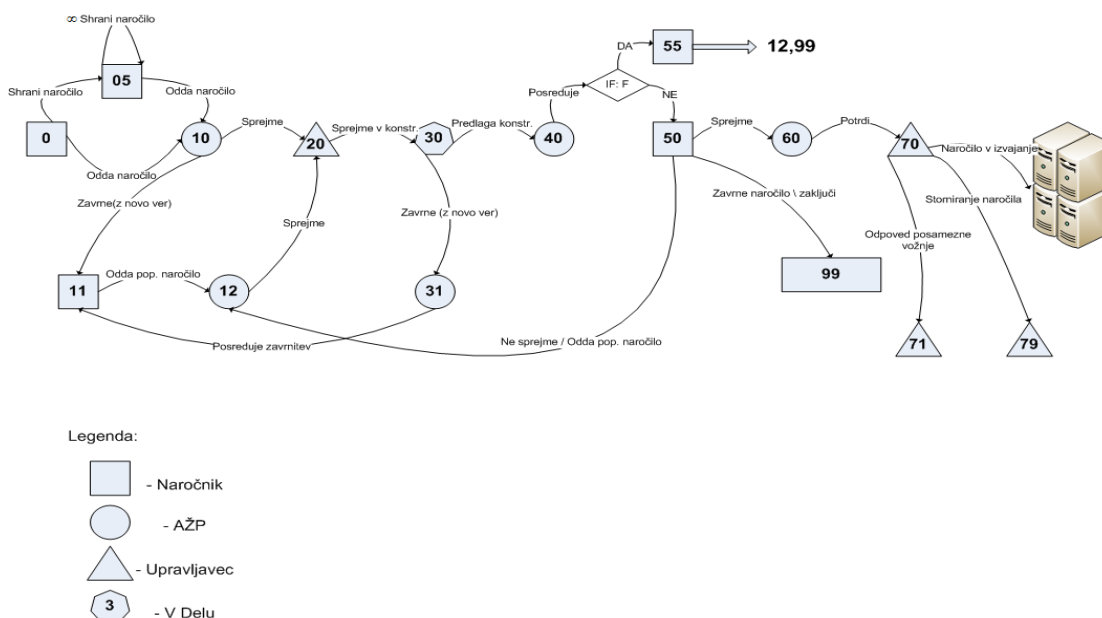 ∞ Shrani naročilo
05
Shrani naročilo
Odda naročilo
0
10
Odda naročilo
Sprejme
20
Sprejme v konstr.
30
Predlaga konstr.
40
Posreduje
IF: F
DA
55
12,99
NE
50
Sprejme
60
Potrdi
70
Naročilo v izvajanje
Zavrne(z novo ver)
Sprejme
Zavrne (z novo ver)
Zavrne naročilo \ zaključi
Storniranje naročila
Odpoved posamezne
vožnje
11
Odda pop. naročilo
12
31
99
Posreduje zavrnitev
Ne sprejme / Odda pop. naročilo
71
79
Legenda:
- Naročnik
- AŽP
- Upravljavec
3
- V Delu